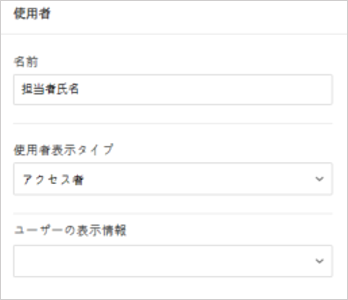 使用者
名前
担当者氏名
使用者表示タイプ
アクセス者
ユーザーの表示情報